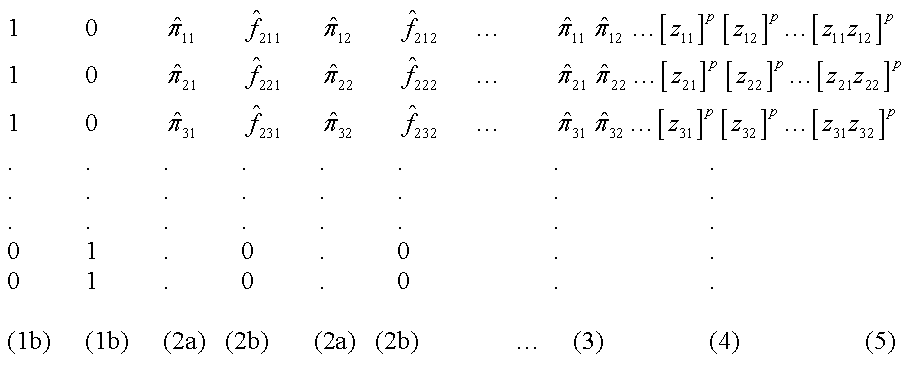 1 0 π̂₁₁ f̂₂₁₁ π̂₁₂ f̂₂₁₂ … π̂₁₁ π̂₁₂ … [z₁₁]ᵖ [z₁₂]ᵖ … [z₁₁z₁₂]ᵖ
1 0 π̂₂₁ f̂₂₂₁ π̂₂₂ f̂₂₂₂ … π̂₂₁ π̂₂₂ … [z₂₁]ᵖ [z₂₂]ᵖ … [z₂₁z₂₂]ᵖ
1 0 π̂₃₁ f̂₂₃₁ π̂₃₂ f̂₂₃₂ … π̂₃₁ π̂₃₂ … [z₃₁]ᵖ [z₃₂]ᵖ … [z₃₁z₃₂]ᵖ
. . . . . . . .
. . . . . . . .
. . . . . . . .
0 1 . 0 . 0 . .
0 1 . 0 . 0 . .
(1b) (1b) (2a) (2b) (2a) (2b) … (3) (4) (5)